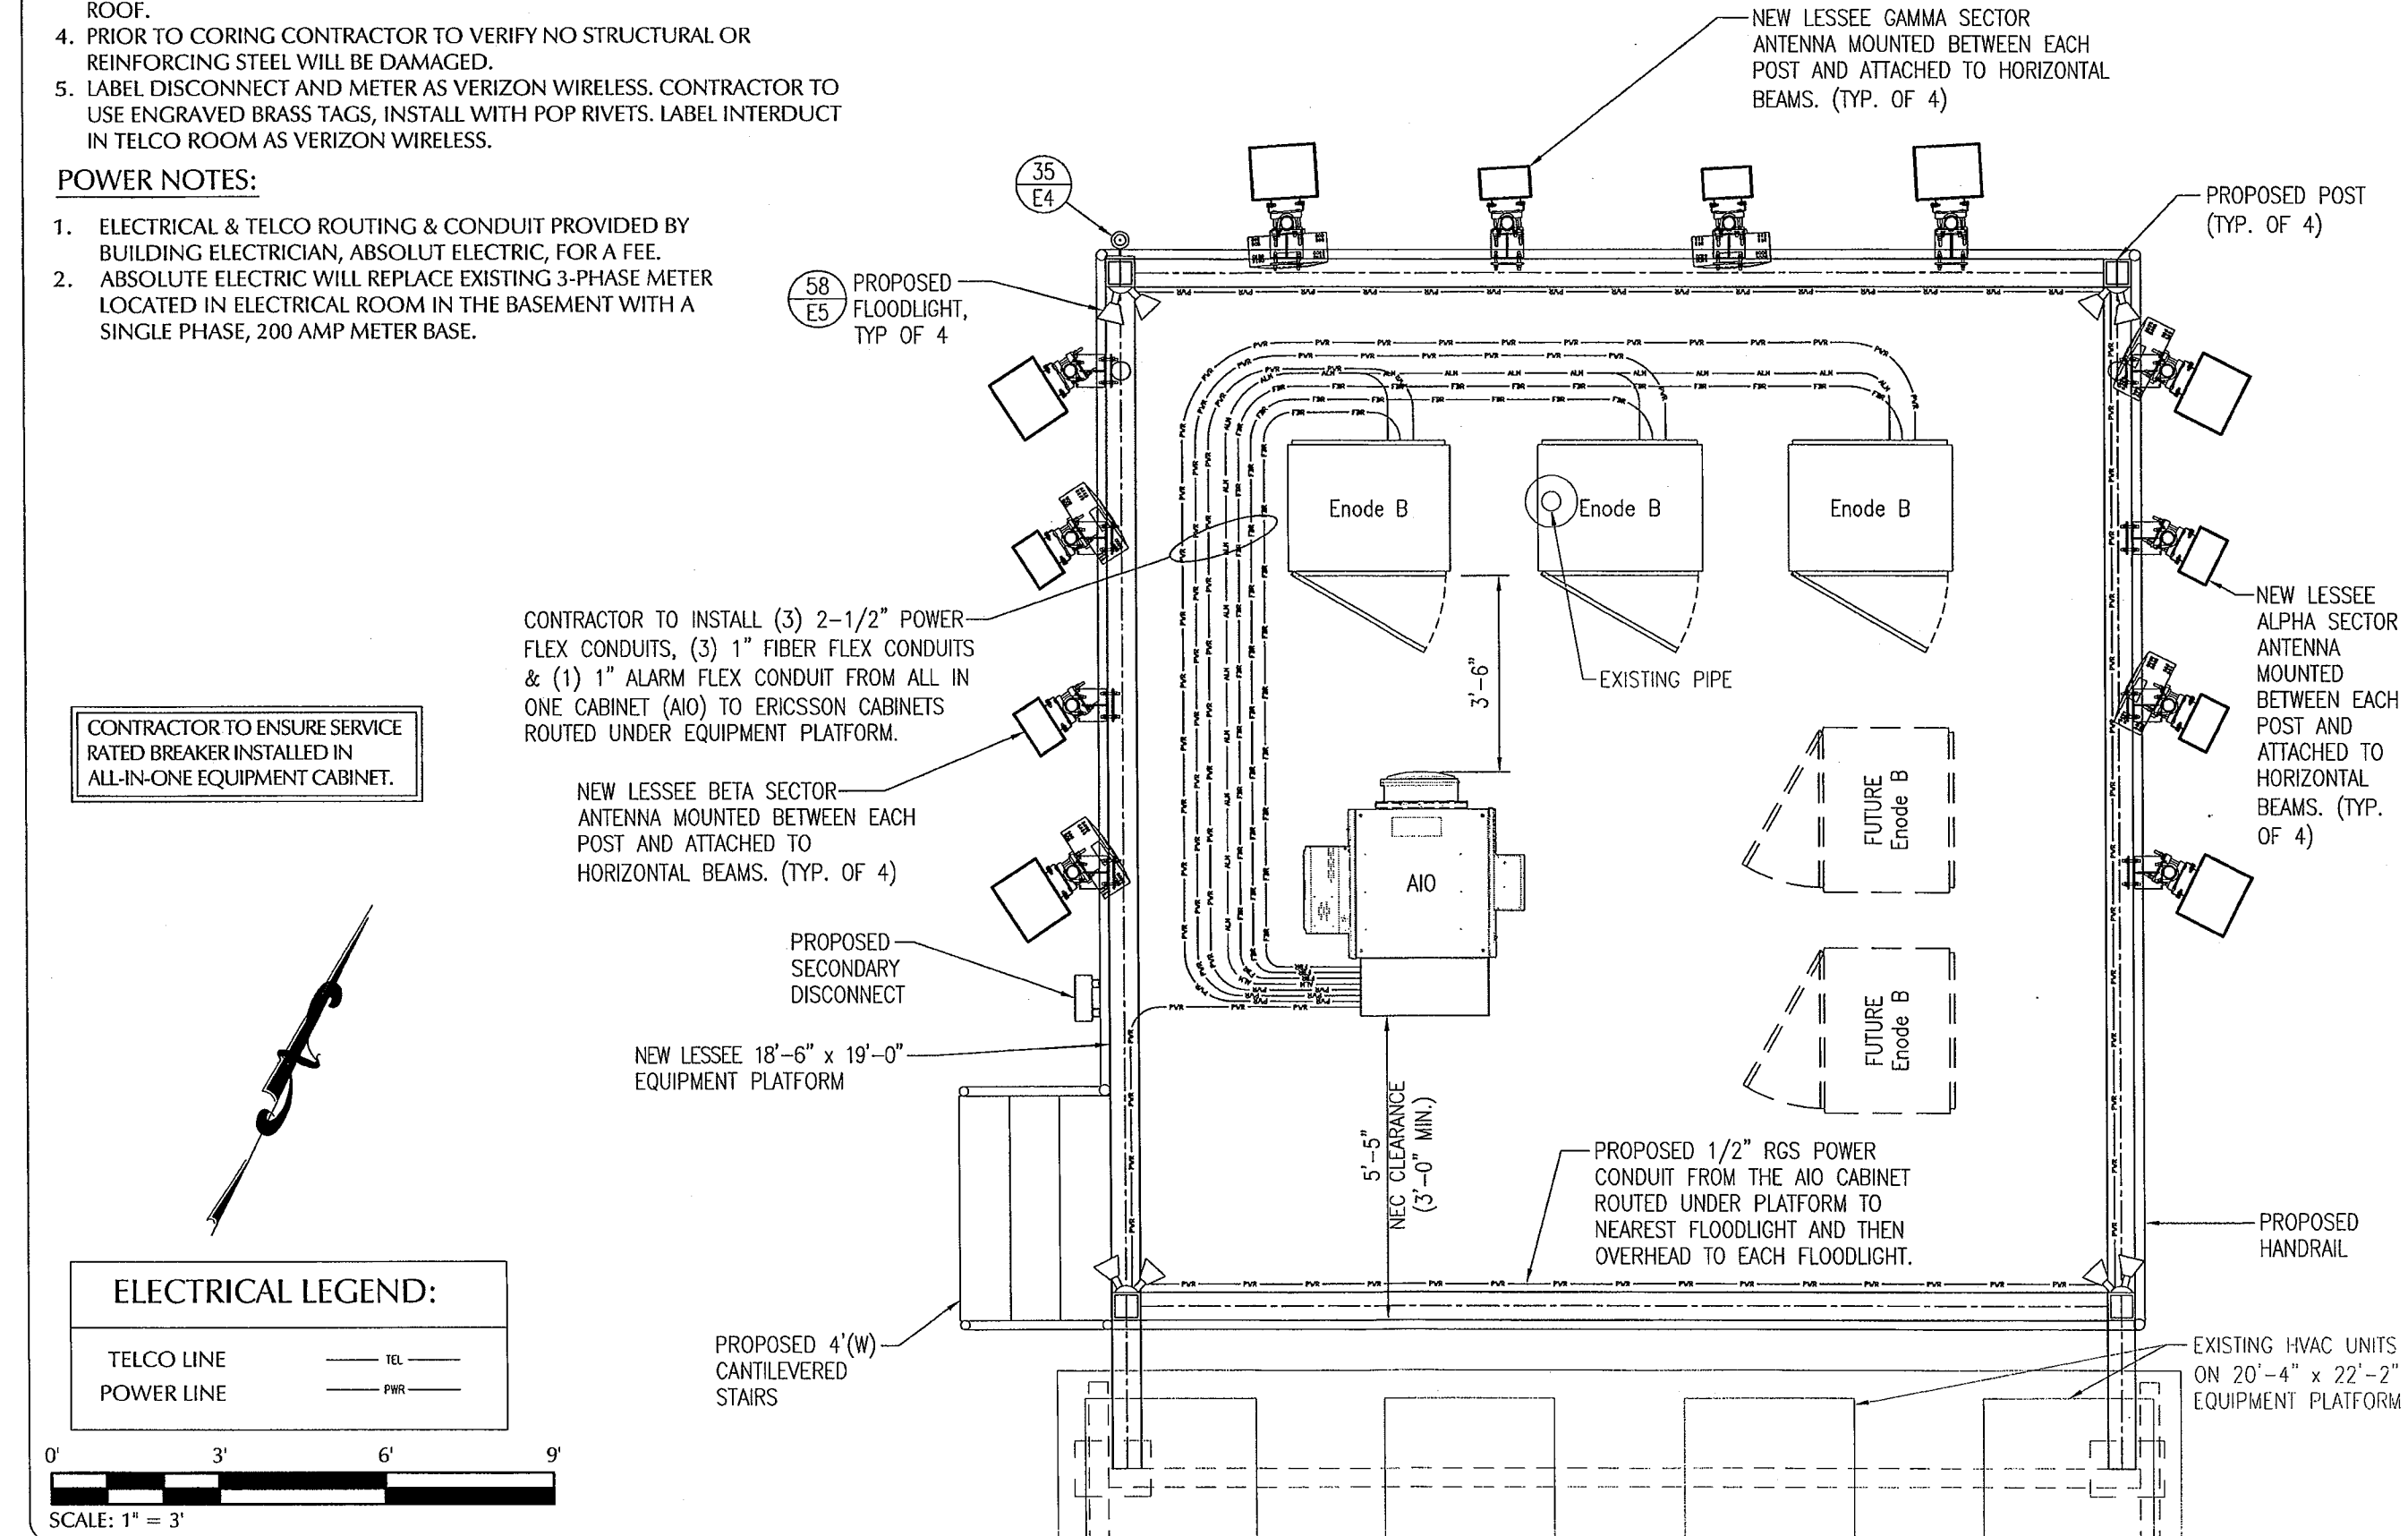 ROOF.
4. PRIOR TO CORING CONTRACTOR TO VERIFY NO STRUCTURAL OR
REINFORCING STEEL WILL BE DAMAGED.
5. LABEL DISCONNECT AND METER AS VERIZON WIRELESS. CONTRACTOR TO
USE ENGRAVED BRASS TAGS, INSTALL WITH POP RIVETS. LABEL INTERDUCT
IN TELCO ROOM AS VERIZON WIRELESS.
POWER NOTES:
1. ELECTRICAL & TELCO ROUTING & CONDUIT PROVIDED BY
BUILDING ELECTRICIAN, ABSOLUT ELECTRIC, FOR A FEE.
2. ABSOLUTE ELECTRIC WILL REPLACE EXISTING 3-PHASE METER
LOCATED IN ELECTRICAL ROOM IN THE BASEMENT WITH A
SINGLE PHASE, 200 AMP METER BASE.
NEW LESSEE GAMMA SECTOR
ANTENNA MOUNTED BETWEEN EACH
POST AND ATTACHED TO HORIZONTAL
BEAMS. (TYP. OF 4)
35
E4
PROPOSED POST
(TYP. OF 4)
58
E5
PROPOSED
FLOODLIGHT,
TYP OF 4
Enode B
Enode B
Enode B
CONTRACTOR TO INSTALL (3) 2-1/2" POWER
FLEX CONDUITS, (3) 1" FIBER FLEX CONDUITS
& (1) 1" ALARM FLEX CONDUIT FROM ALL IN
ONE CABINET (AIO) TO ERICSSON CABINETS
ROUTED UNDER EQUIPMENT PLATFORM.
EXISTING PIPE
3'-6"
NEW LESSEE
ALPHA SECTOR
ANTENNA
MOUNTED
BETWEEN EACH
POST AND
ATTACHED TO
HORIZONTAL
BEAMS. (TYP.
OF 4)
CONTRACTOR TO ENSURE SERVICE
RATED BREAKER INSTALLED IN
ALL-IN-ONE EQUIPMENT CABINET.
NEW LESSEE BETA SECTOR
ANTENNA MOUNTED BETWEEN EACH
POST AND ATTACHED TO
HORIZONTAL BEAMS. (TYP. OF 4)
AIO
FUTURE
Enode B
PROPOSED
SECONDARY
DISCONNECT
FUTURE
Enode B
NEW LESSEE 18'-6" x 19'-0"
EQUIPMENT PLATFORM
5'-5"
NEC CLEARANCE
(3'-0" MIN.)
PROPOSED 1/2" RGS POWER
CONDUIT FROM THE AIO CABINET
ROUTED UNDER PLATFORM TO
NEAREST FLOODLIGHT AND THEN
OVERHEAD TO EACH FLOODLIGHT.
PROPOSED
HANDRAIL
ELECTRICAL LEGEND:
TELCO LINE TEL
POWER LINE PWR
PROPOSED 4'(W)
CANTILEVERED
STAIRS
EXISTING HVAC UNITS
ON 20'-4" x 22'-2"
EQUIPMENT PLATFORM
0' 3' 6' 9'
SCALE: 1" = 3'